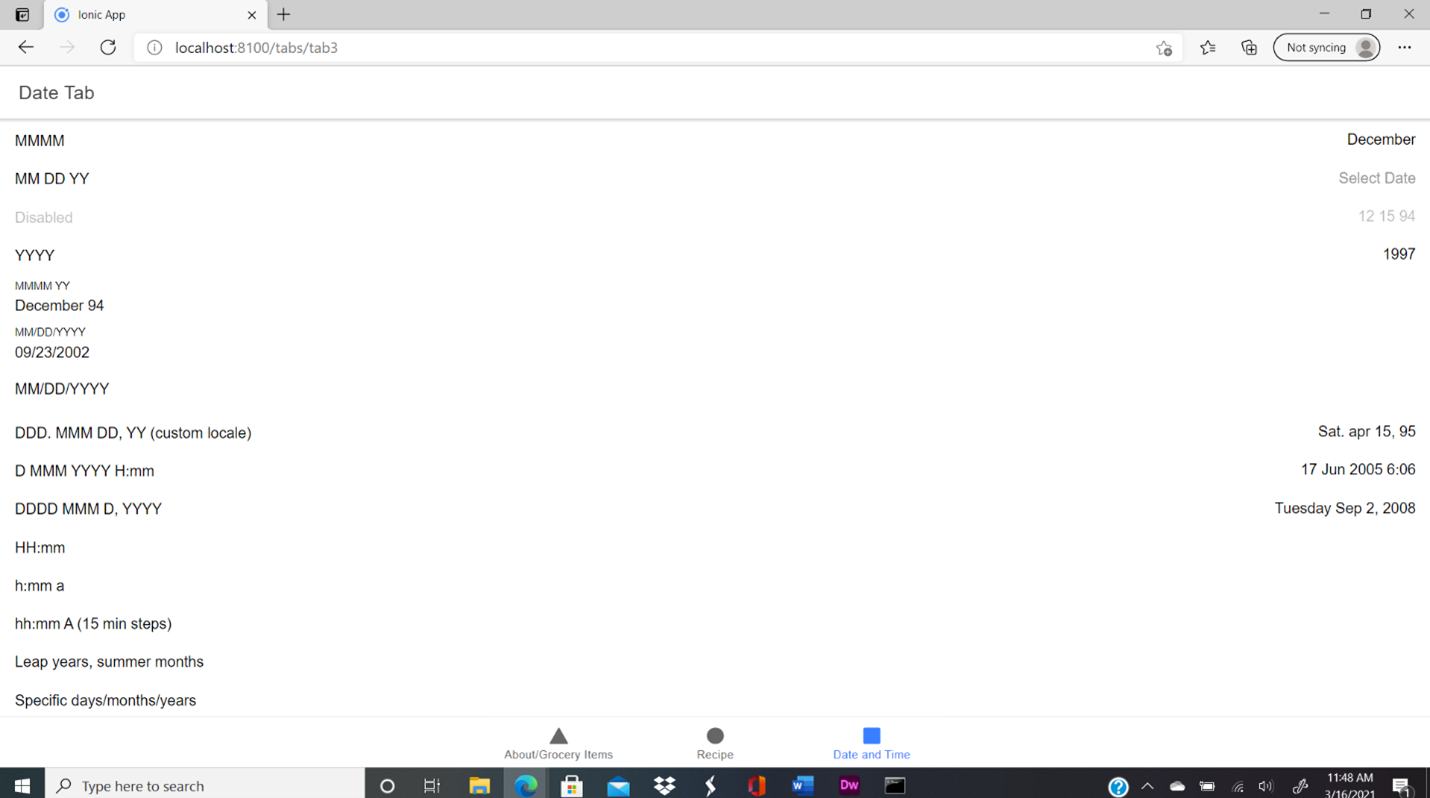 Ionic App
localhost:8100/tabs/tab3
Not syncing
Date Tab
MMMM December
MM DD YY Select Date
Disabled 12 15 94
YYYY 1997
MMMM YY
December 94
MM/DD/YYYY
09/23/2002
MM/DD/YYYY
DDD. MMM DD, YY (custom locale) Sat. apr 15, 95
D MMM YYYY H:mm 17 Jun 2005 6:06
DDDD MMM D, YYYY Tuesday Sep 2, 2008
HH:mm
h:mm a
hh:mm A (15 min steps)
Leap years, summer months
Specific days/months/years
About/Grocery Items Recipe Date and Time
Type here to search Dw 11:48 AM
3/16/2021 1